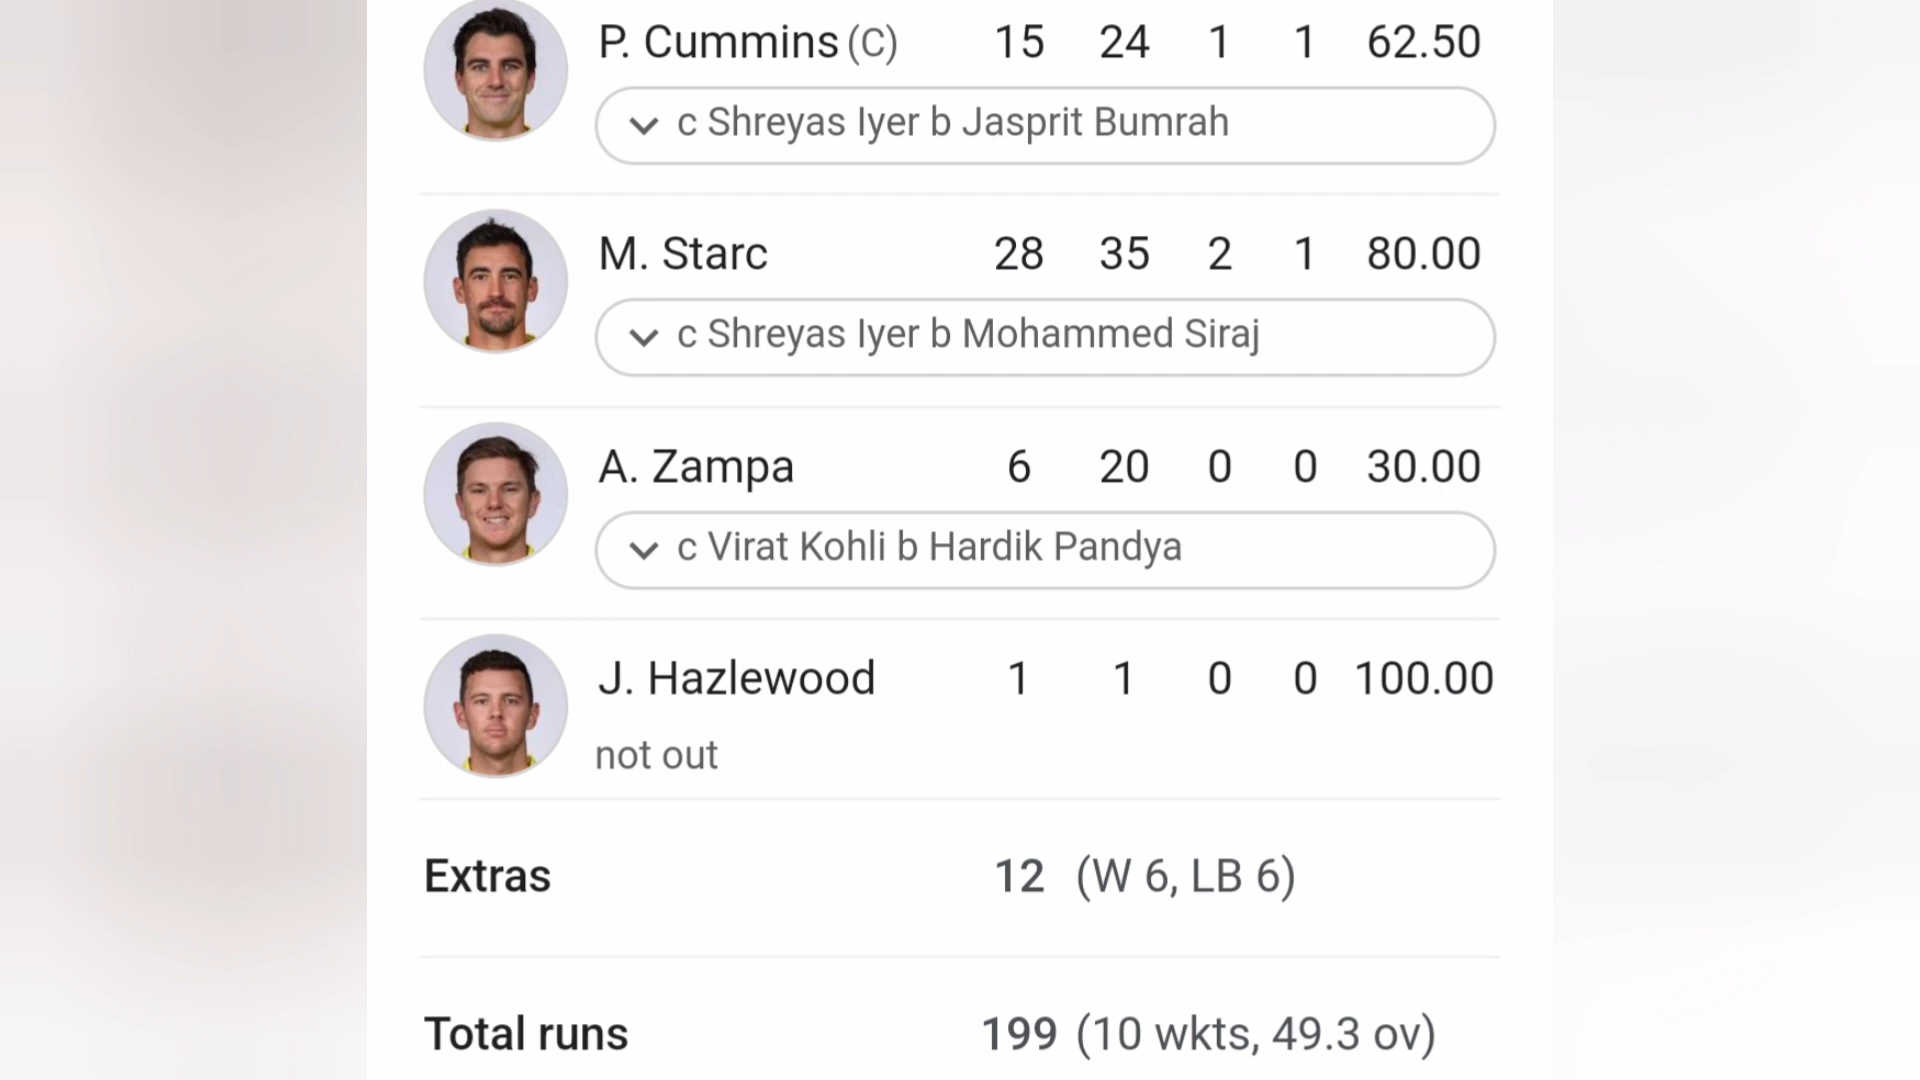 P. Cummins (C) 15 24 1 1 62.50
c Shreyas Iyer b Jasprit Bumrah
M. Starc 28 35 2 1 80.00
c Shreyas Iyer b Mohammed Siraj
A. Zampa 6 20 0 0 30.00
c Virat Kohli b Hardik Pandya
J. Hazlewood 1 1 0 0 100.00
not out
Extras 12 (W 6, LB 6)
Total runs 199 (10 wkts, 49.3 ov)